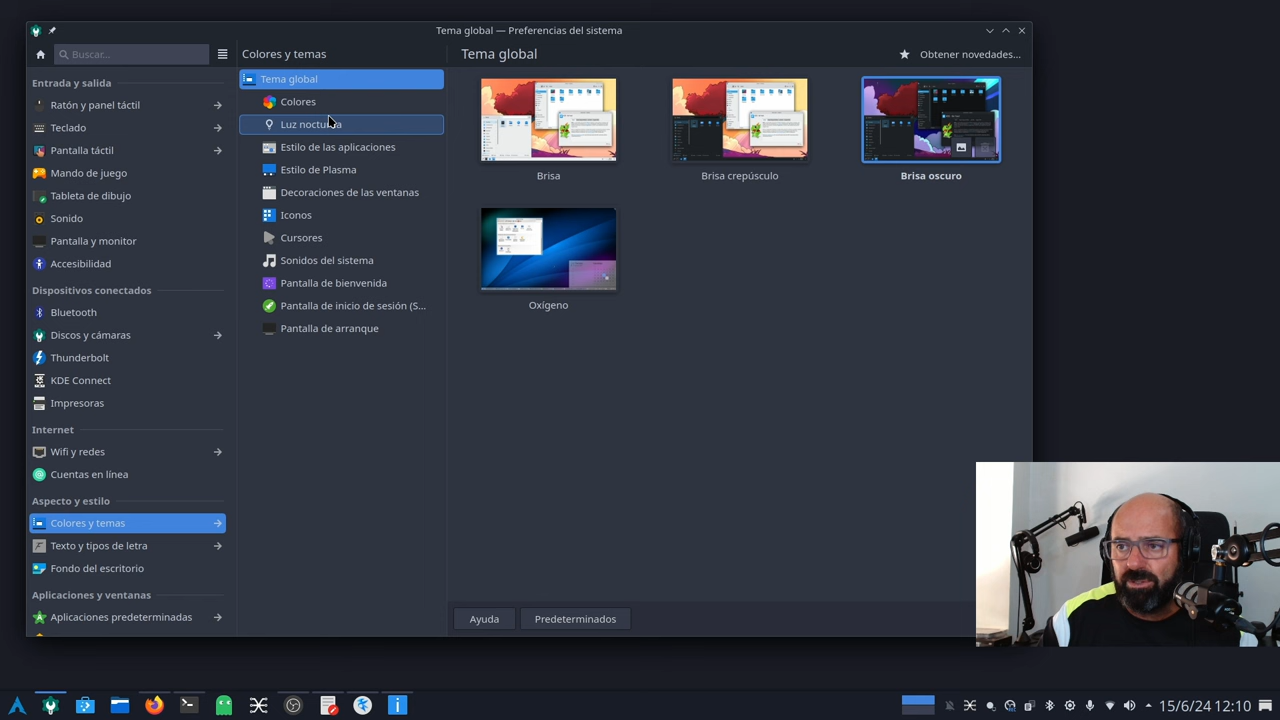 Tema global — Preferencias del sistema
Buscar...
Colores y temas
Tema global
Obtener novedades...
Entrada y salida
Ratón y panel táctil
Teclado
Pantalla táctil
Mando de juego
Tableta de dibujo
Sonido
Pantalla y monitor
Accesibilidad
Dispositivos conectados
Bluetooth
Discos y cámaras
Thunderbolt
KDE Connect
Impresoras
Internet
Wifi y redes
Cuentas en línea
Aspecto y estilo
Colores y temas
Texto y tipos de letra
Fondo del escritorio
Aplicaciones y ventanas
Aplicaciones predeterminadas
Tema global
Colores
Luz nocturna
Estilo de las aplicaciones
Estilo de Plasma
Decoraciones de las ventanas
Iconos
Cursores
Sonidos del sistema
Pantalla de bienvenida
Pantalla de inicio de sesión (S...
Pantalla de arranque
Brisa
Brisa crepúsculo
Brisa oscuro
Oxígeno
Ayuda
Predeterminados
15/6/24 12:10